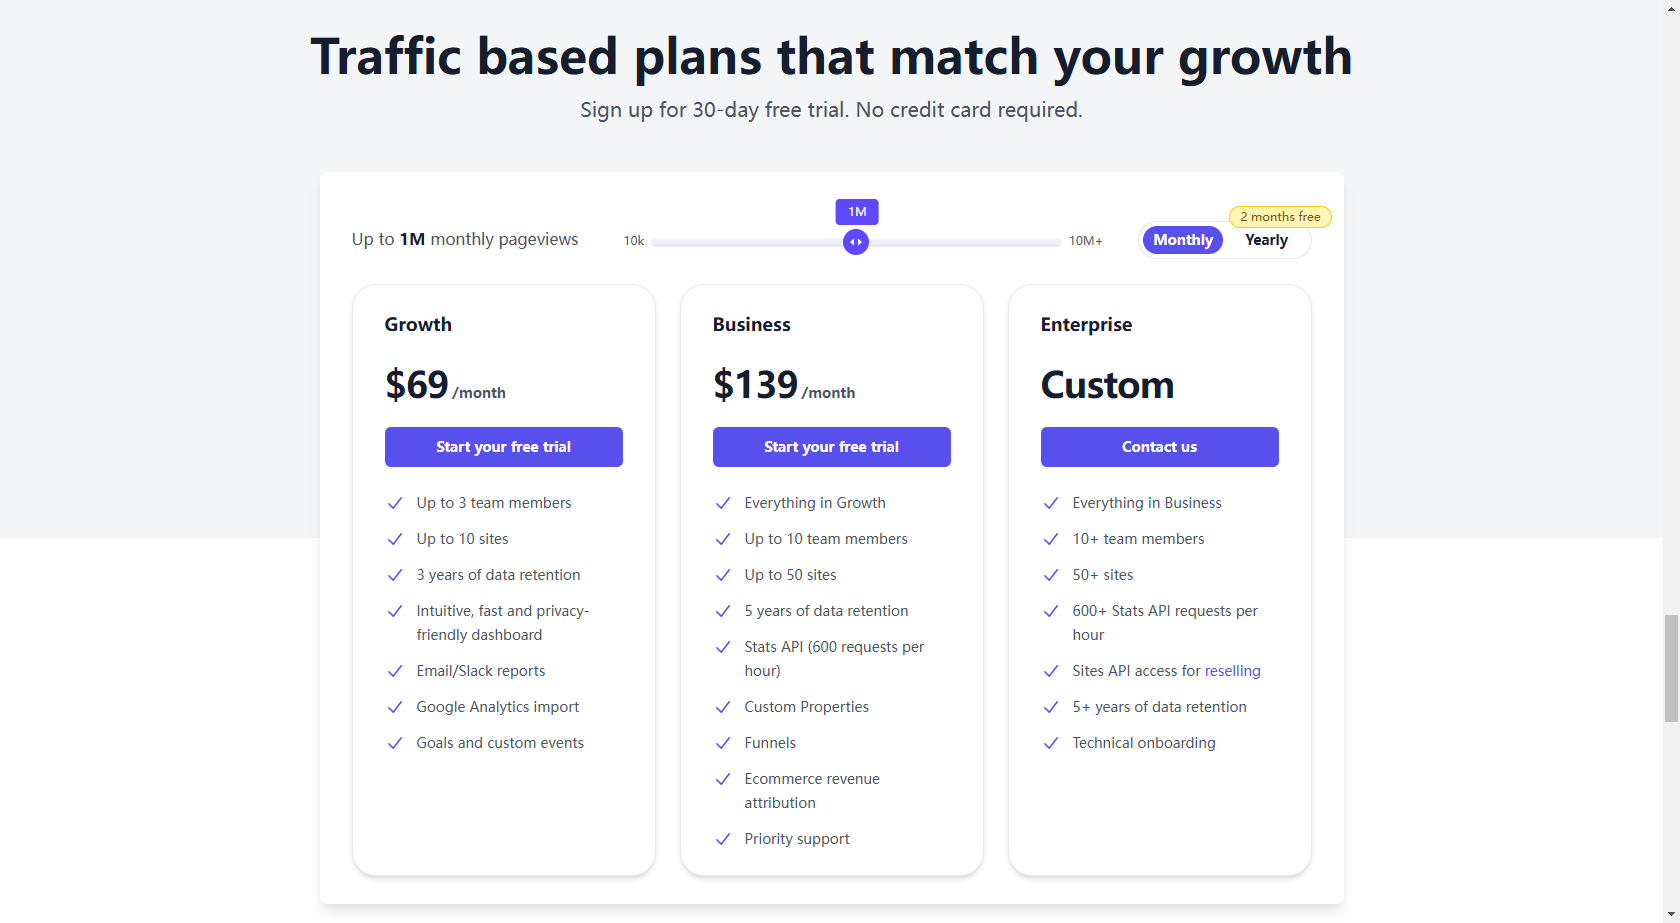 Traffic based plans that match your growth
Sign up for 30-day free trial. No credit card required.
1M
2 months free
Up to 1M monthly pageviews
10k
10M+
Monthly
Yearly
Growth
$69/month
Start your free trial
Up to 3 team members
Up to 10 sites
3 years of data retention
Intuitive, fast and privacy-
friendly dashboard
Email/Slack reports
Google Analytics import
Goals and custom events
Business
$139/month
Start your free trial
Everything in Growth
Up to 10 team members
Up to 50 sites
5 years of data retention
Stats API (600 requests per
hour)
Custom Properties
Funnels
Ecommerce revenue
attribution
Priority support
Enterprise
Custom
Contact us
Everything in Business
10+ team members
50+ sites
600+ Stats API requests per
hour
Sites API access for reselling
5+ years of data retention
Technical onboarding